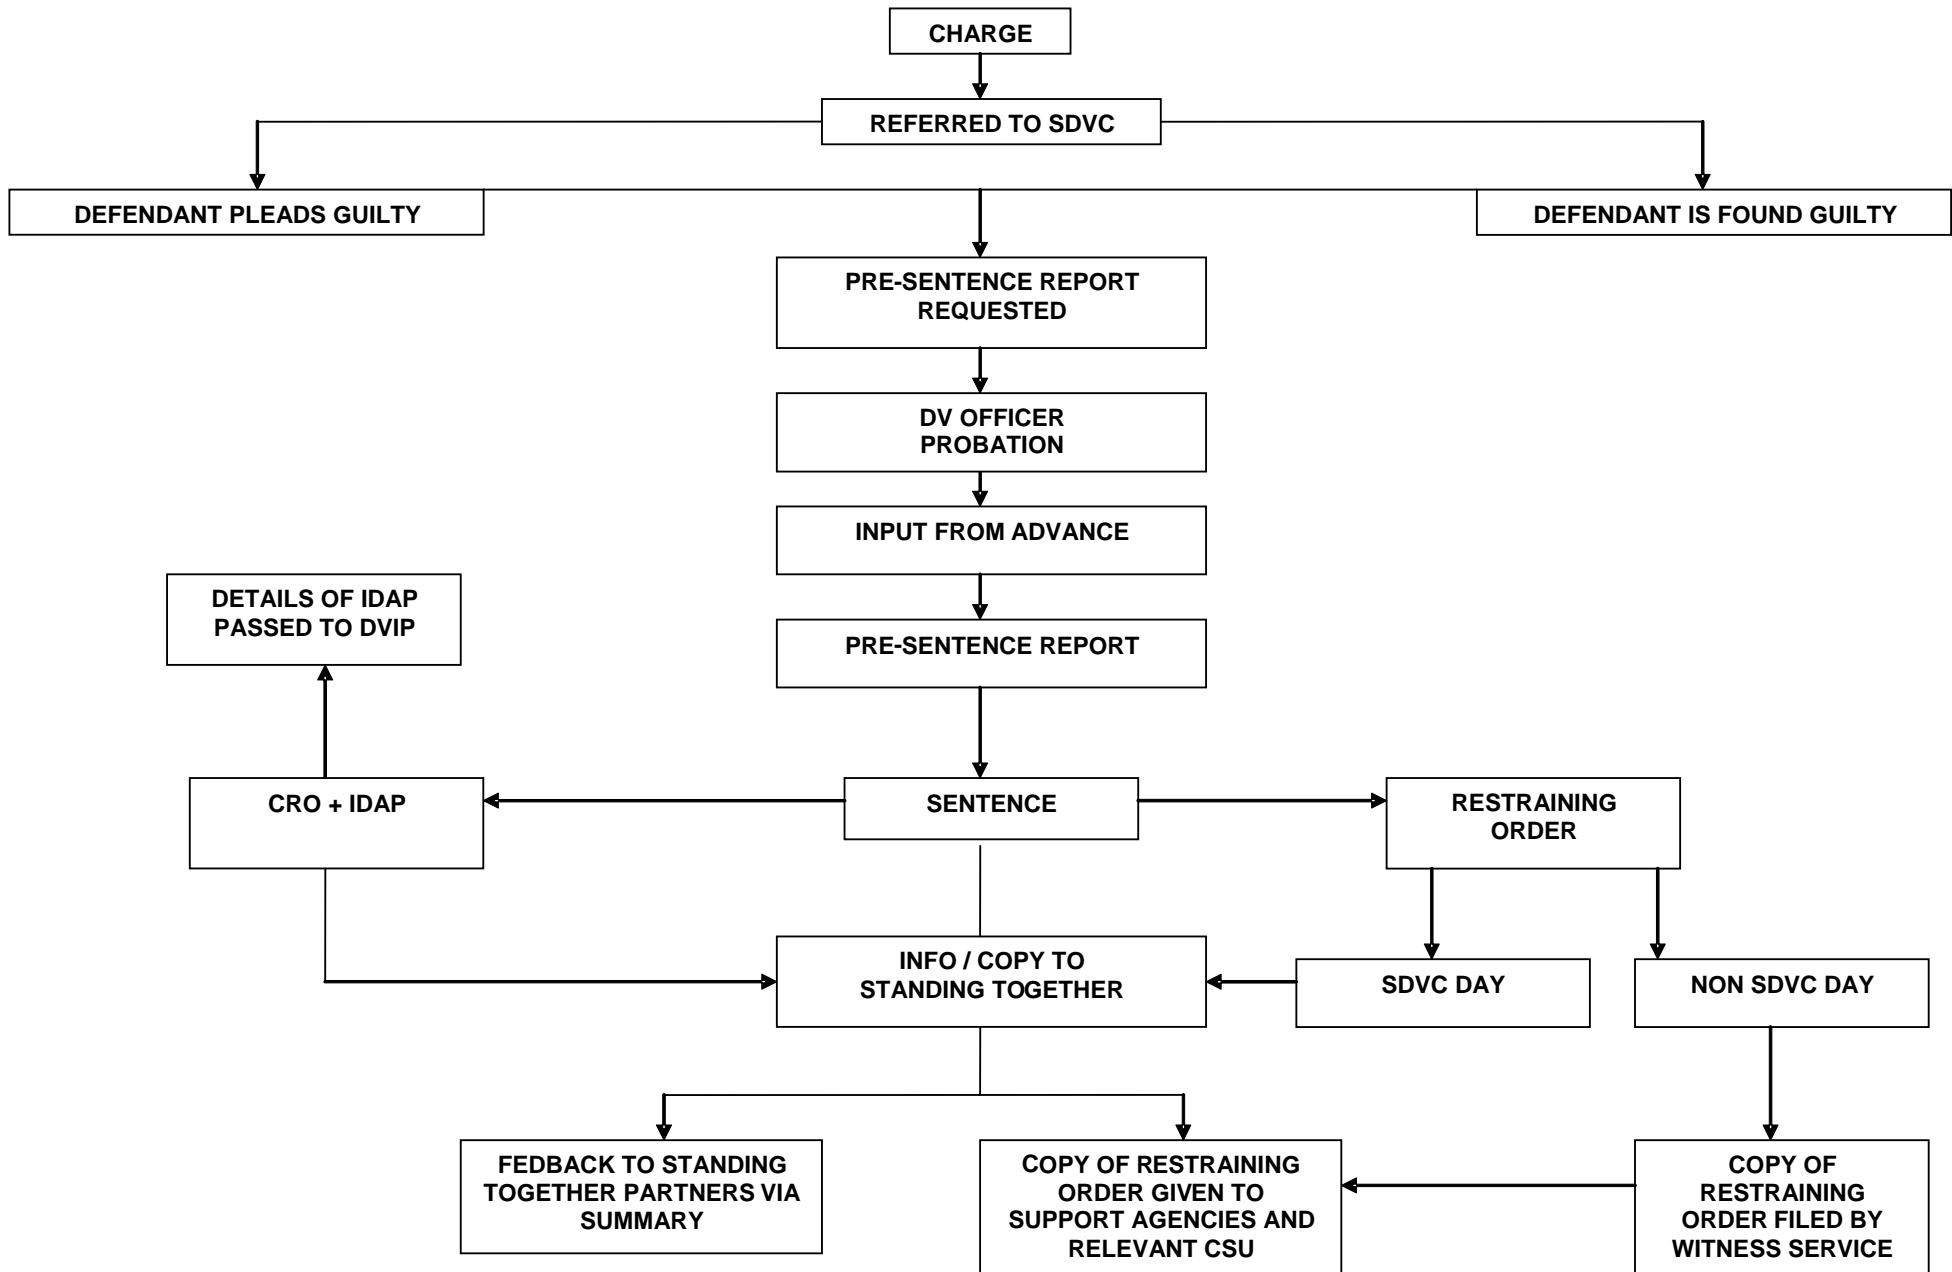 CHARGE
REFERRED TO SDVC
DEFENDANT PLEADS GUILTY
DEFENDANT IS FOUND GUILTY
PRE-SENTENCE REPORT
REQUESTED
DV OFFICER
PROBATION
INPUT FROM ADVANCE
DETAILS OF IDAP
PASSED TO DVIP
PRE-SENTENCE REPORT
CRO + IDAP
SENTENCE
RESTRAINING
ORDER
INFO / COPY TO
STANDING TOGETHER
SDVC DAY
NON SDVC DAY
FEDBACK TO STANDING
TOGETHER PARTNERS VIA
SUMMARY
COPY OF RESTRAINING
ORDER GIVEN TO
SUPPORT AGENCIES AND
RELEVANT CSU
COPY OF
RESTRAINING
ORDER FILED BY
WITNESS SERVICE